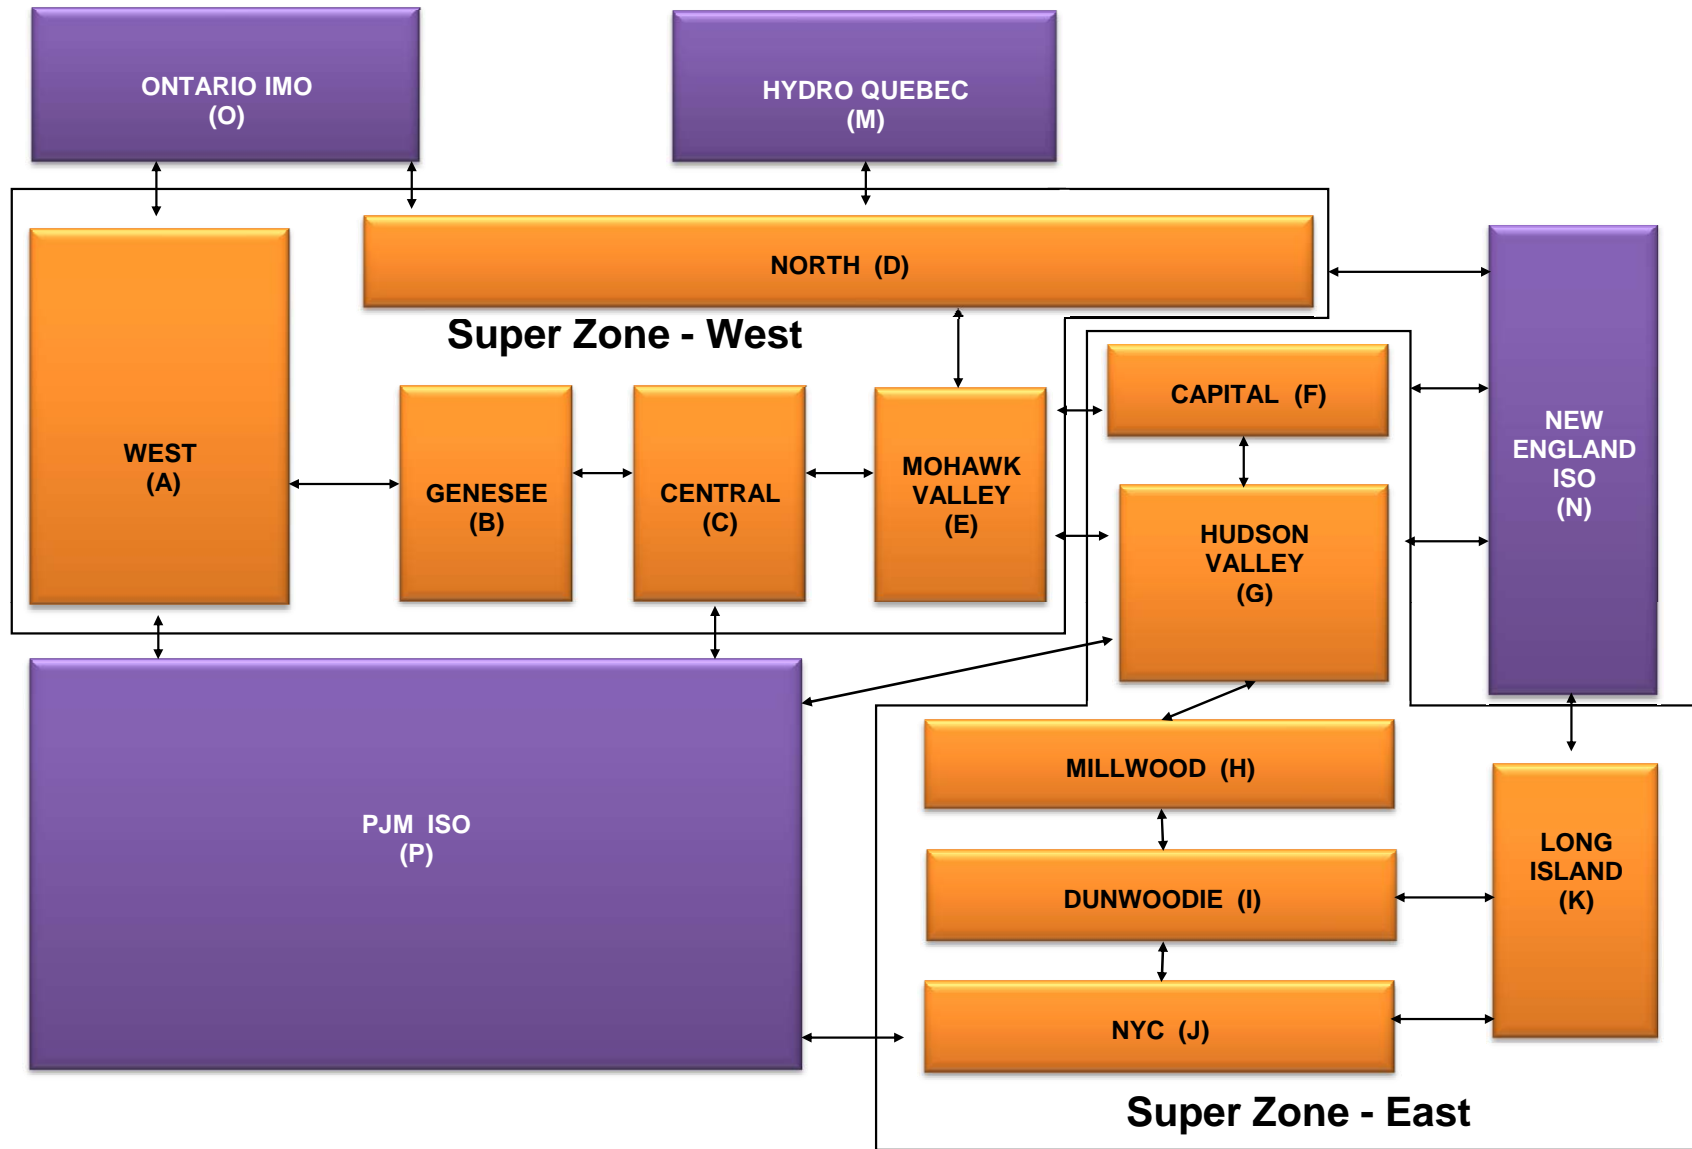 ONTARIO IMO
(O)
HYDRO QUEBEC
(M)
NORTH (D)
Super Zone - West
WEST
(A)
GENESEE
(B)
CENTRAL
(C)
MOHAWK
VALLEY
(E)
CAPITAL (F)
HUDSON
VALLEY
(G)
NEW
ENGLAND
ISO
(N)
PJM ISO
(P)
MILLWOOD (H)
DUNWOODIE (I)
NYC (J)
LONG
ISLAND
(K)
Super Zone - East